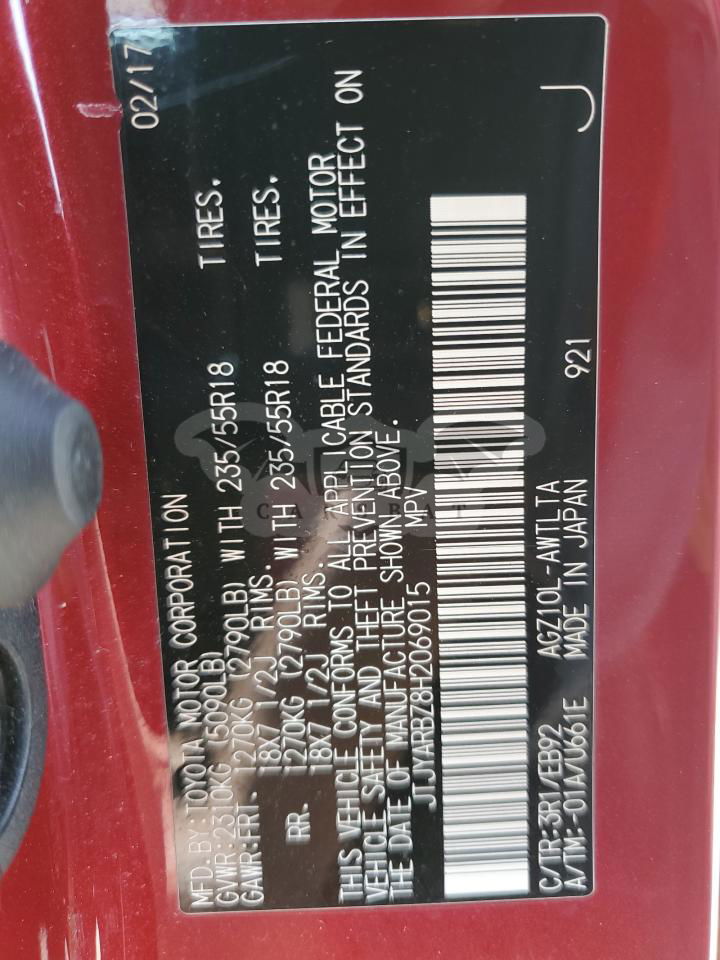 MFD.BY:TOYOTA MOTOR CORPORATION 02/17
GVWR:2310KG (5090LB)
GAWR:FRT. 1270KG (2790LB) WITH 235/55R18 TIRES.
18X7 1/2J RIMS.
RR. 1270KG (2790LB) WITH 235/55R18 TIRES.
18X7 1/2J RIMS.
THIS VEHICLE CONFORMS TO ALL APPLICABLE FEDERAL MOTOR
VEHICLE SAFETY AND THEFT PREVENTION STANDARDS IN EFFECT ON
THE DATE OF MANUFACTURE SHOWN ABOVE.
JTJYARBZ8H2069015 MPV
C/TR:3R1/EB92 AGZ10L-AWTLTA 921 J
A/TM:-01A/U661E MADE IN JAPAN